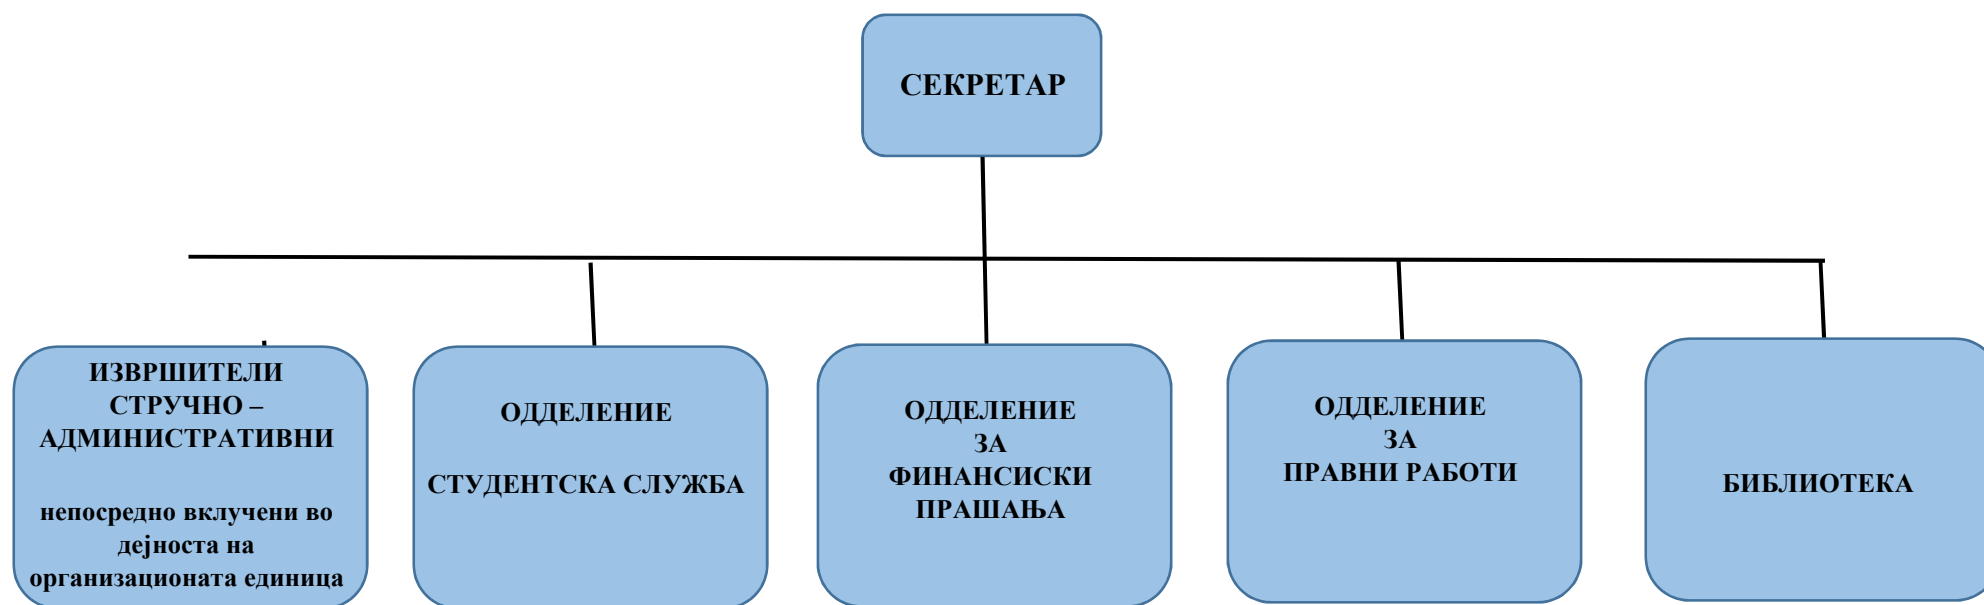 СЕКРЕТАР
ИЗВРШИТЕЛИ
СТРУЧНО –
АДМИНИСТРАТИВНИ
непосредно вклучени во
дејноста на
организационата единица
ОДДЕЛЕНИЕ
СТУДЕНТСКА СЛУЖБА
ОДДЕЛЕНИЕ
ЗА
ФИНАНСИСКИ
ПРАШАЊА
ОДДЕЛЕНИЕ
ЗА
ПРАВНИ РАБОТИ
БИБЛИОТЕКА